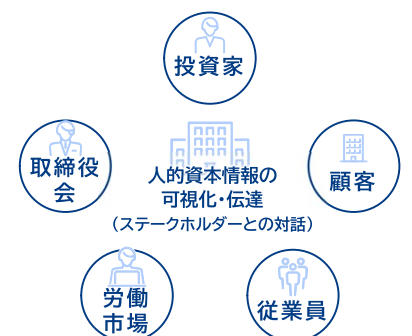 投資家
取締役
会
人的資本情報の
可視化・伝達
（ステークホルダーとの対話）
顧客
労働
市場
従業員